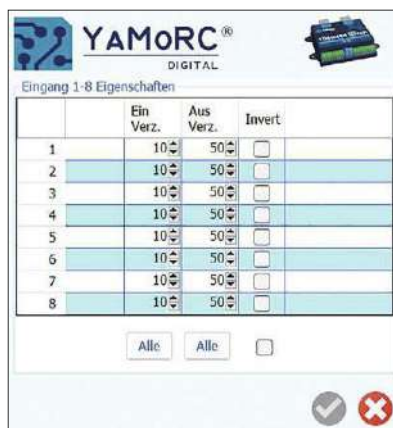 YAMoRC®
DIGITAL
Eingang 1-8 Eigenschaften
Ein Verz. Aus Verz. Invert
1 10 50
2 10 50
3 10 50
4 10 50
5 10 50
6 10 50
7 10 50
8 10 50
Alle Alle